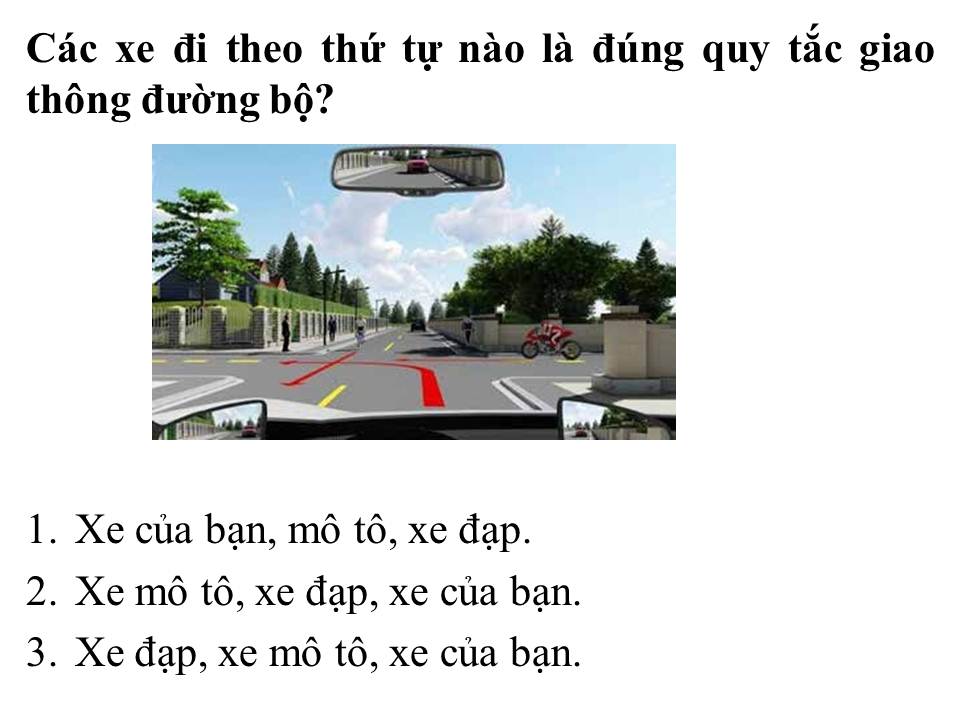 Các xe đi theo thứ tự nào là đúng quy tắc giao
thông đường bộ?
1. Xe của bạn, mô tô, xe đạp.
2. Xe mô tô, xe đạp, xe của bạn.
3. Xe đạp, xe mô tô, xe của bạn.